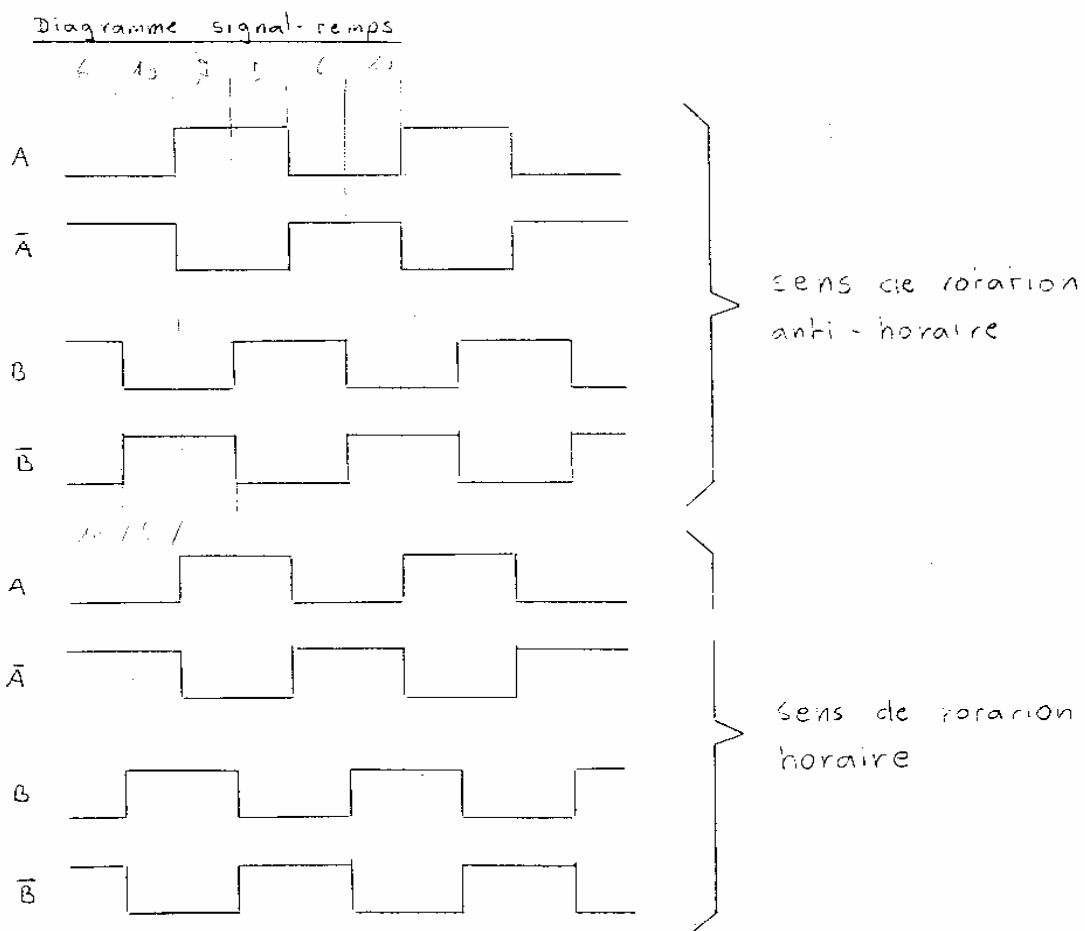 Diagramme signal-temps
A
Ā
B
B̄
sens de rotation
anti-horaire
A
Ā
B
B̄
sens de rotation
horaire